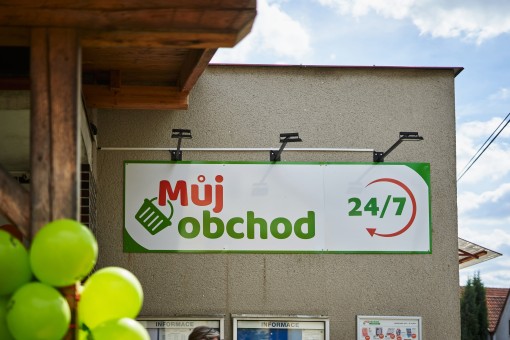 Můj
obchod
24/7
INFORMACE
INFORMACE